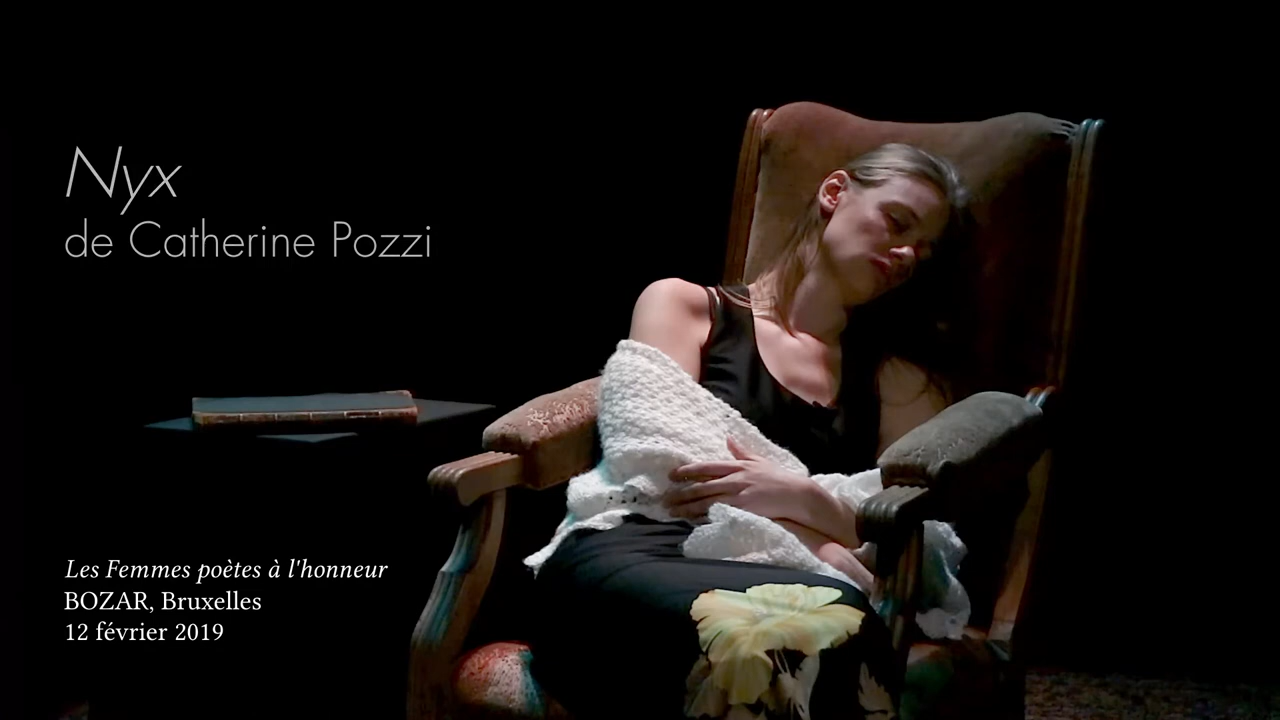 Nyx
de Catherine Pozzi
Les Femmes poètes à l'honneur
BOZAR, Bruxelles
12 février 2019